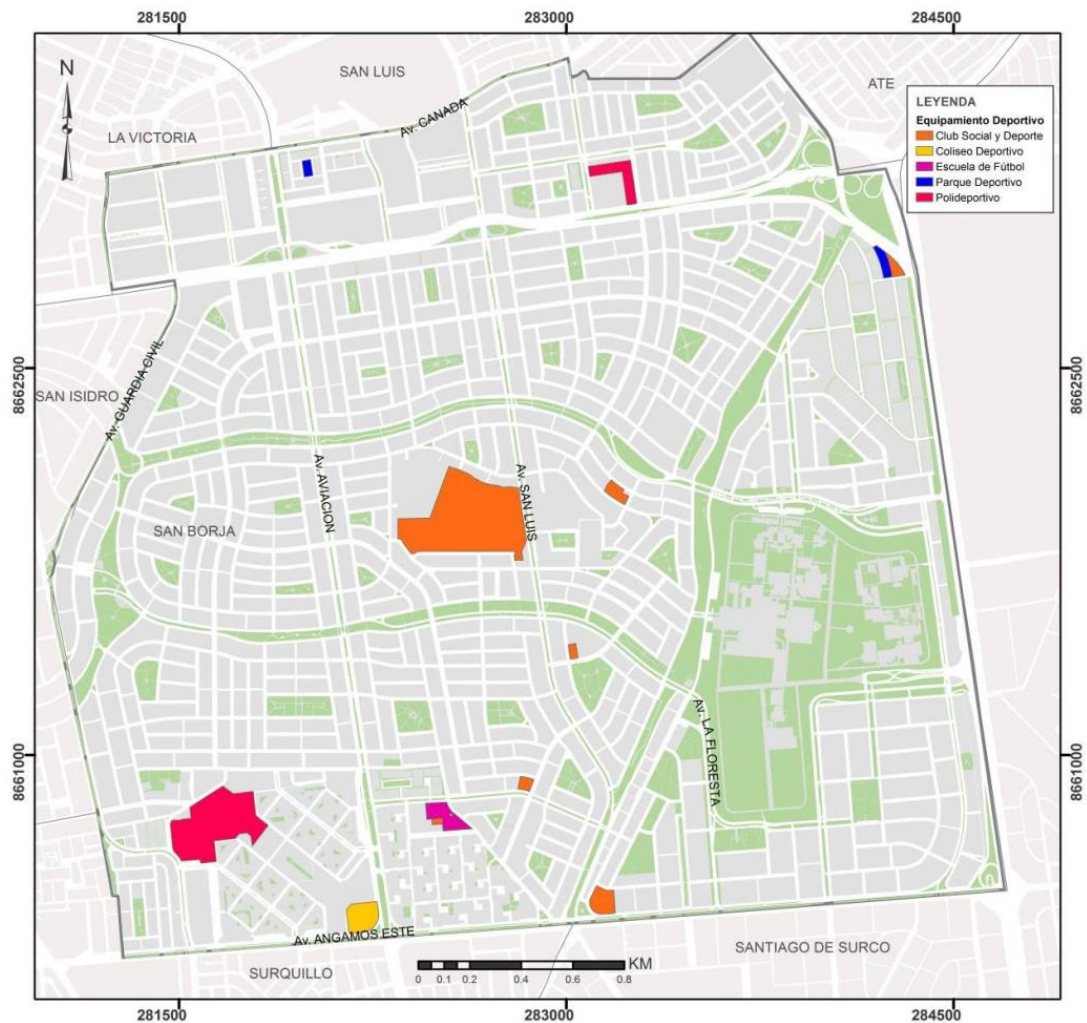 281500 283000 284500
N
SAN LUIS
ATE
LA VICTORIA
Av. CANADA
LEYENDA
Equipamiento Deportivo
Club Social y Deporte
Coliseo Deportivo
Escuela de Fútbol
Parque Deportivo
Polideportivo
8662500
8662500
SAN ISIDRO
Av. GUARDIA CIVIL
Av. AVIACION
Av. SAN LUIS
SAN BORJA
Av. LA FLORESTA
8661000
8661000
Av. ANGAMOS ESTE
SURQUILLO
SANTIAGO DE SURCO
KM
0 0.1 0.2 0.4 0.6 0.8
281500 283000 284500